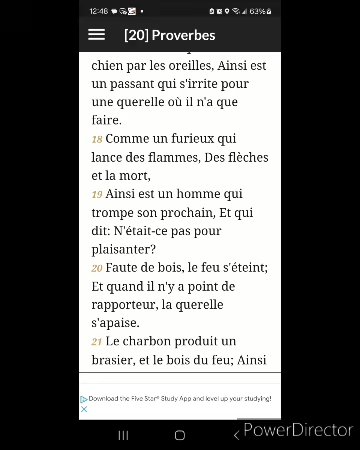 12:48
63%
[20] Proverbes
chien par les oreilles, Ainsi est
un passant qui s'irrite pour
une querelle où il n'a que
faire.
18 Comme un furieux qui
lance des flammes, Des flèches
et la mort,
19 Ainsi est un homme qui
trompe son prochain, Et qui
dit: N'était-ce pas pour
plaisanter?
20 Faute de bois, le feu s'éteint;
Et quand il n'y a point de
rapporteur, la querelle
s'apaise.
21 Le charbon produit un
brasier, et le bois du feu; Ainsi
Download the Five Star® Study App and level up your studying!
PowerDirector